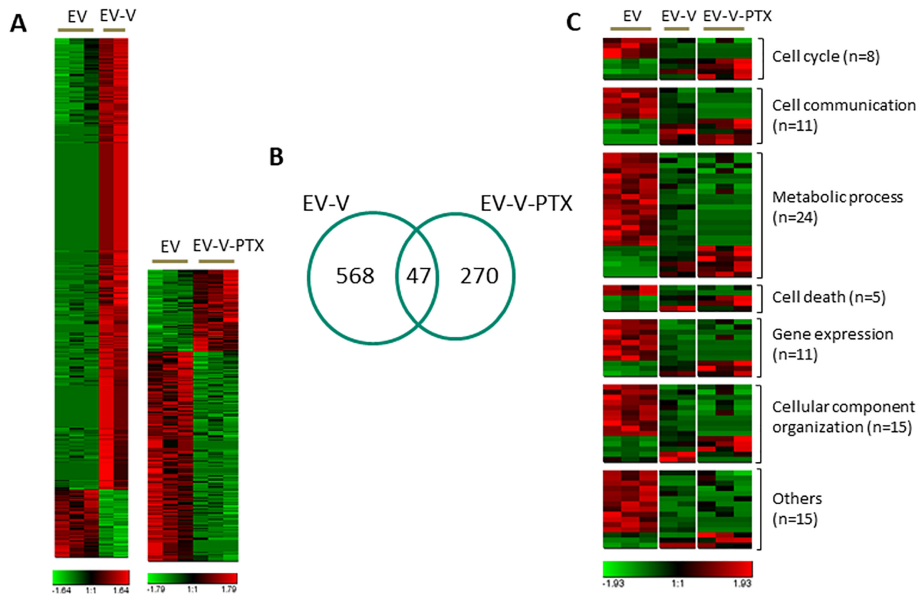 A
EV EV-V
EV EV-V-PTX
-1.64 1:1 1.64
-1.79 1:1 1.79
B
EV-V
EV-V-PTX
568 47 270
C
EV EV-V EV-V-PTX
Cell cycle (n=8)
Cell communication
(n=11)
Metabolic process
(n=24)
Cell death (n=5)
Gene expression
(n=11)
Cellular component
organization (n=15)
Others
(n=15)
-1.93 1:1 1.93